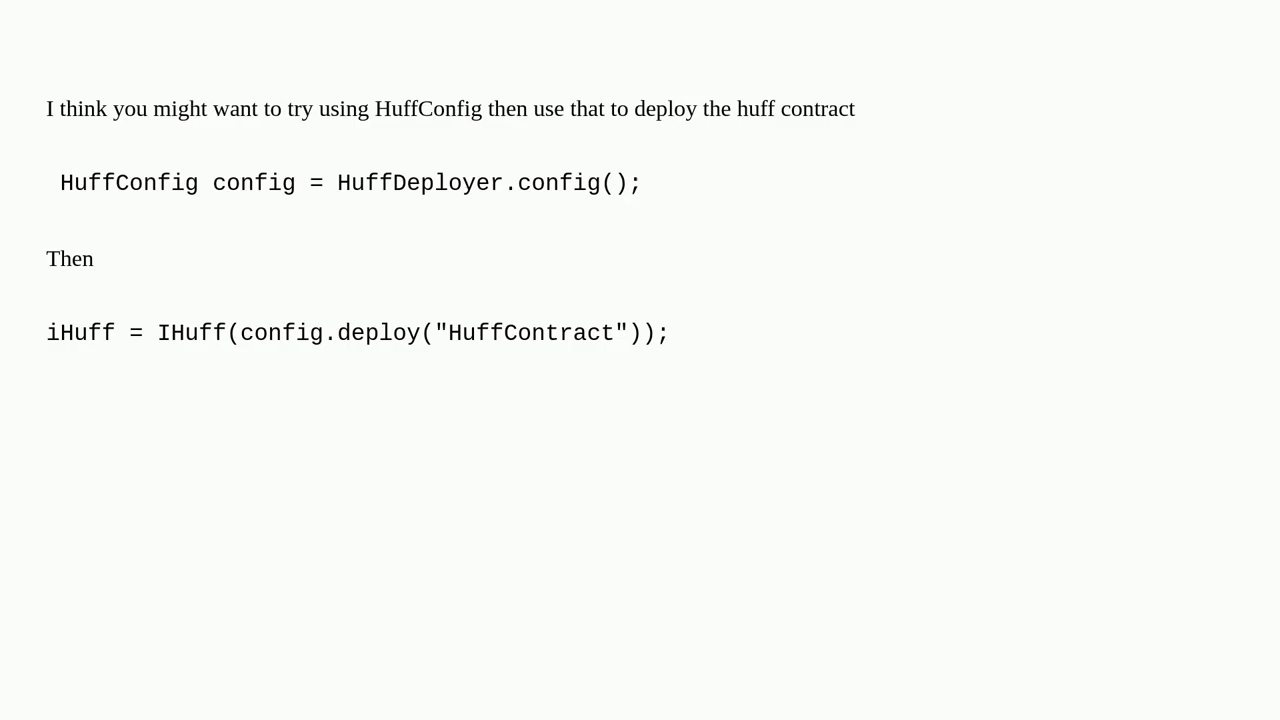 I think you might want to try using HuffConfig then use that to deploy the huff contract
HuffConfig config = HuffDeployer.config();
Then
iHuff = IHuff(config.deploy("HuffContract"));